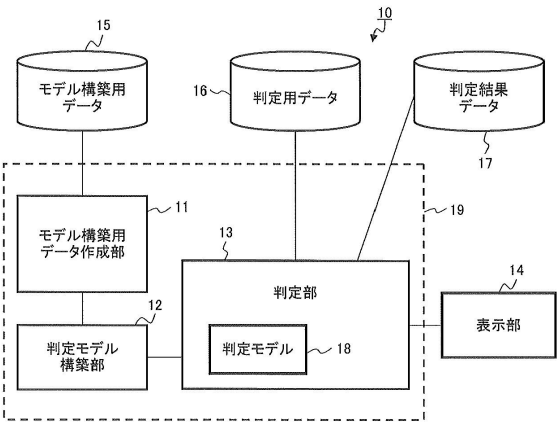 10
15
モデル構築用
データ
16
判定用データ
判定結果
データ
17
11
モデル構築用
データ作成部
19
13
判定部
14
表示部
12
判定モデル
構築部
判定モデル
18